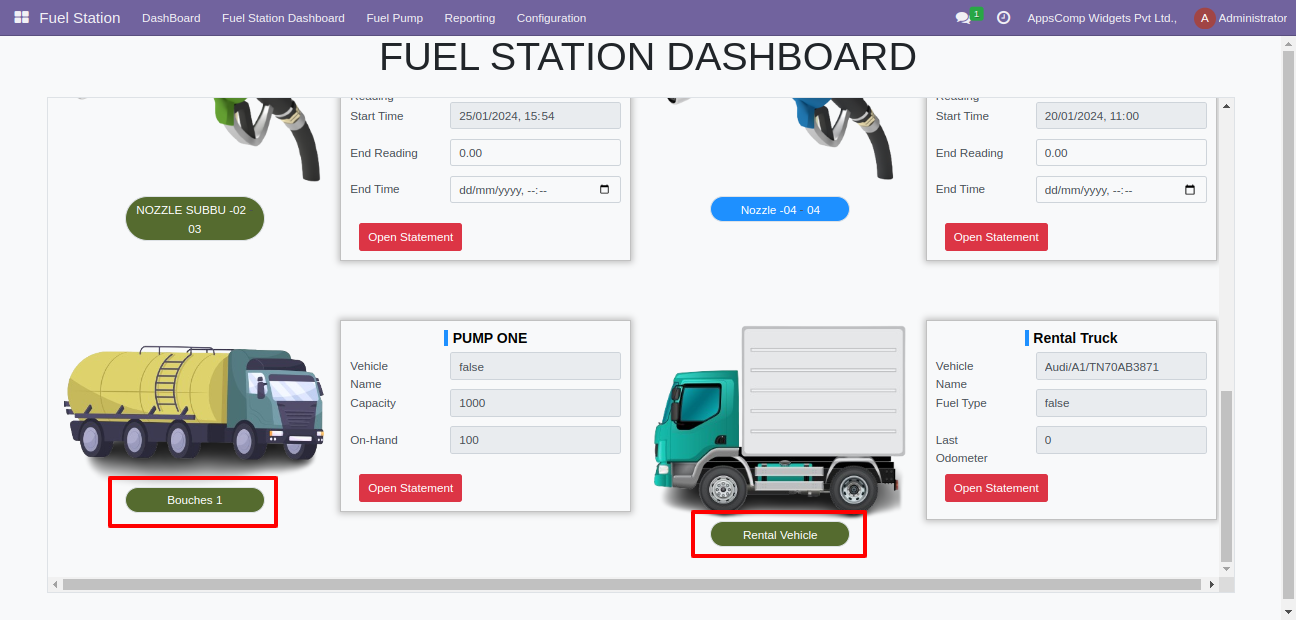 Fuel Station DashBoard Fuel Station Dashboard Fuel Pump Reporting Configuration 1 AppsComp Widgets Pvt Ltd., A Administrator
FUEL STATION DASHBOARD
Reading
Start Time 25/01/2024, 15:54
End Reading 0.00
End Time dd/mm/yyyy, --:--
NOZZLE SUBBU -02
03
Open Statement
Reading
Start Time 20/01/2024, 11:00
End Reading 0.00
End Time dd/mm/yyyy, --:--
Nozzle -04 - 04
Open Statement
PUMP ONE
Vehicle
Name
false
Capacity 1000
On-Hand 100
Open Statement
Bouches 1
Rental Truck
Vehicle
Name
Audi/A1/TN70AB3871
Fuel Type false
Last
Odometer
0
Open Statement
Rental Vehicle